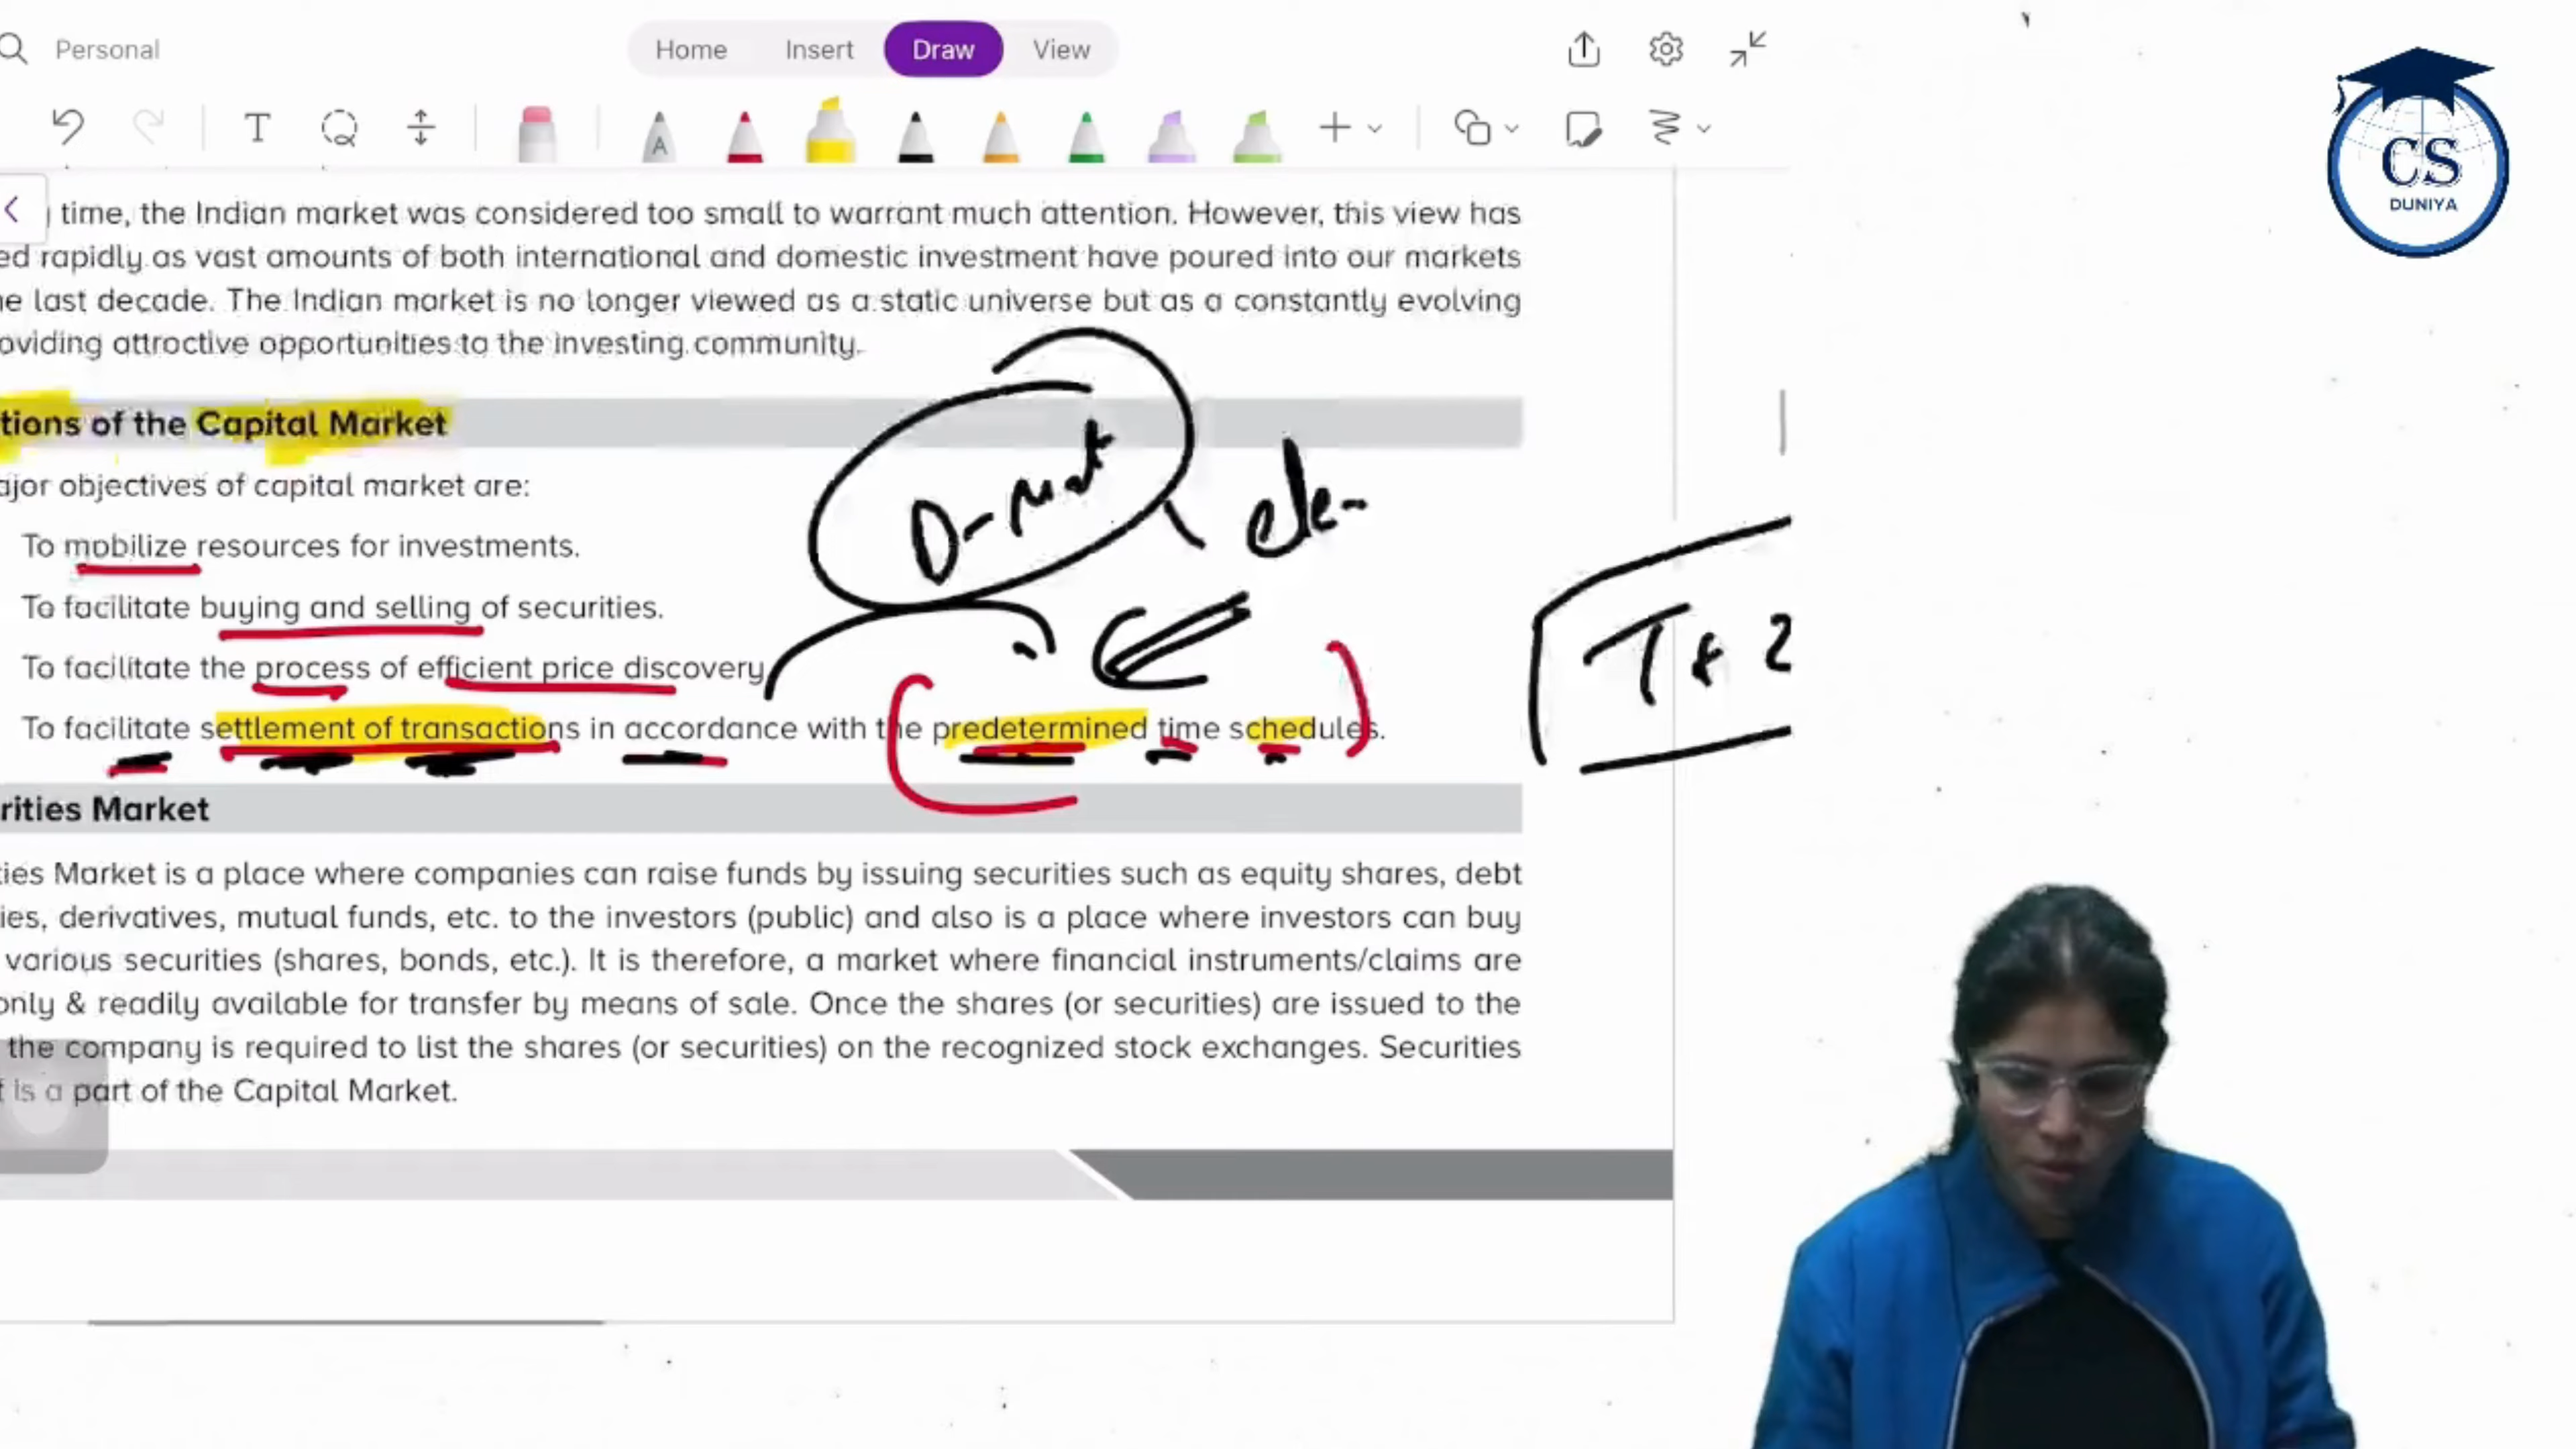 Personal
Home Insert Draw View
T
A
CS
DUNIYA
time, the Indian market was considered too small to warrant much attention. However, this view has
ed rapidly as vast amounts of both international and domestic investment have poured into our markets
e last decade. The Indian market is no longer viewed as a static universe but as a constantly evolving
oviding attractive opportunities to the investing community.
tions of the Capital Market
ajor objectives of capital market are:
To mobilize resources for investments.
To facilitate buying and selling of securities.
To facilitate the process of efficient price discovery
To facilitate settlement of transactions in accordance with the predetermined time schedules.
D-mat
ele-
T+2
rities Market
ties Market is a place where companies can raise funds by issuing securities such as equity shares, debt
ies, derivatives, mutual funds, etc. to the investors (public) and also is a place where investors can buy
various securities (shares, bonds, etc.). It is therefore, a market where financial instruments/claims are
only & readily available for transfer by means of sale. Once the shares (or securities) are issued to the
the company is required to list the shares (or securities) on the recognized stock exchanges. Securities
t is a part of the Capital Market.